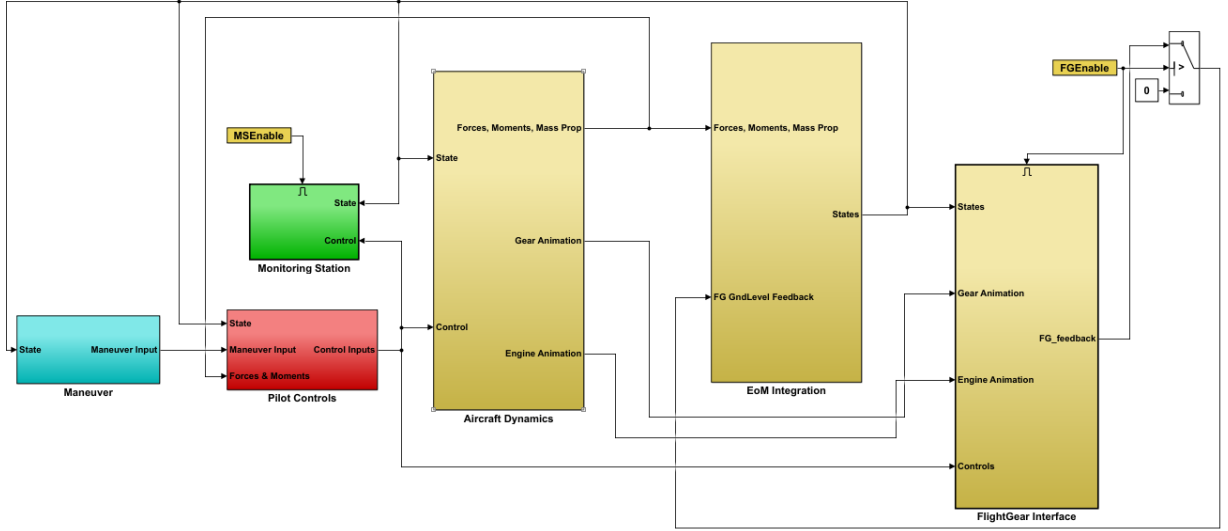 FGEnable
>
0
MSEnable
Forces, Moments, Mass Prop
State
Gear Animation
Control
Engine Animation
Aircraft Dynamics
Forces, Moments, Mass Prop
States
FG GndLevel Feedback
EoM Integration
State
Control
Monitoring Station
State
Maneuver Input
Maneuver
State
Maneuver Input
Control Inputs
Forces & Moments
Pilot Controls
States
Gear Animation
FG_feedback
Engine Animation
Controls
FlightGear Interface